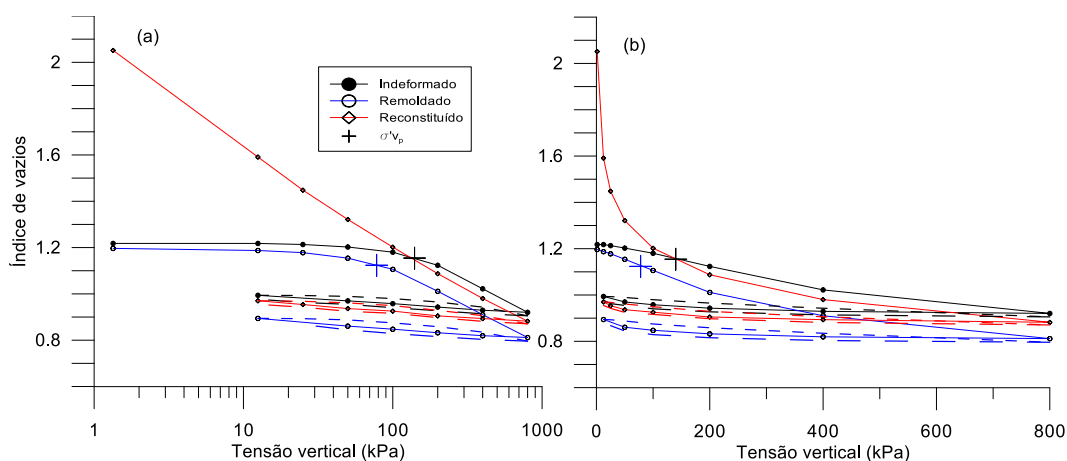 (a)
(b)
2
1.6
1.2
0.8
Índice de vazios
Indeformado
Remoldado
Reconstituído
σ'vp
1
10
100
1000
Tensão vertical (kPa)
2
1.6
1.2
0.8
0
200
400
600
800
Tensão vertical (kPa)